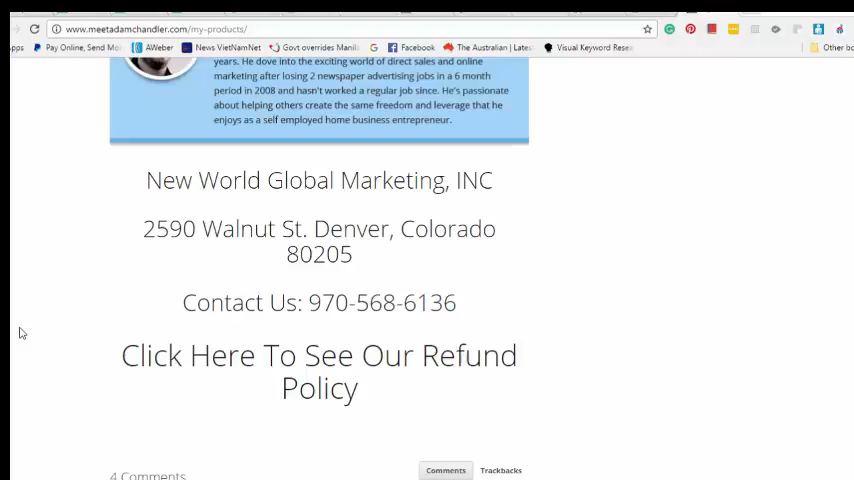 www.meetadamchandler.com/my-products/
Apps Pay Online, Send Mo AWeber News VietNamNet Govt overrides Manila Facebook The Australian | Lates Visual Keyword Resea Other bo
years. He dove into the exciting world of direct sales and online
marketing after losing 2 newspaper advertising jobs in a 6 month
period in 2008 and hasn't worked a regular job since. He's passionate
about helping others create the same freedom and leverage that he
enjoys as a self employed home business entrepreneur.
New World Global Marketing, INC
2590 Walnut St. Denver, Colorado
80205
Contact Us: 970-568-6136
Click Here To See Our Refund
Policy
4 Comments Comments Trackbacks